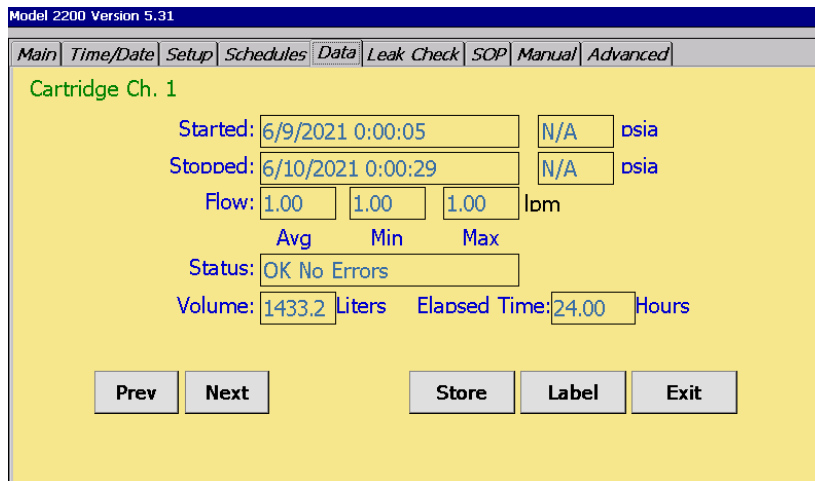 Model 2200 Version 5.31
Main Time/Date Setup Schedules Data Leak Check SOP Manual Advanced
Cartridge Ch. 1
Started: 6/9/2021 0:00:05 N/A psia
Stopped: 6/10/2021 0:00:29 N/A psia
Flow: 1.00 1.00 1.00 lpm
Avg Min Max
Status: OK No Errors
Volume: 1433.2 Liters Elapsed Time: 24.00 Hours
Prev Next Store Label Exit